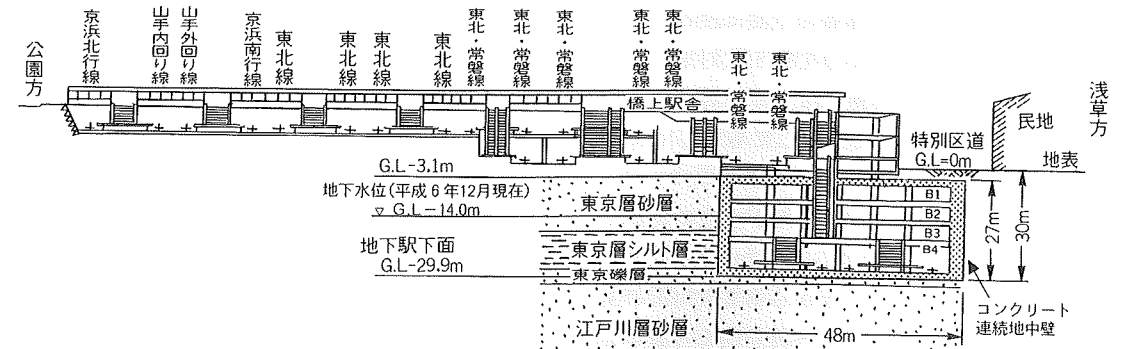 公園方
京浜北行線
山手内回り線
山手外回り線
京浜南行線
東北線
東北線
東北線
東北線
東北・常磐線
東北・常磐線
東北・常磐線
東北・常磐線
東北・常磐線
東北・常磐線
東北・常磐線
浅草方
橋上駅舎
民地
特別区道
G.L=0m
地表
G.L-3.1m
地下水位(平成6年12月現在)
▽ G.L-14.0m
地下駅下面
G.L-29.9m
東京層砂層
東京層シルト層
東京礫層
江戸川層砂層
B1
B2
B3
B4
27m
30m
48m
コンクリート
連続地中壁